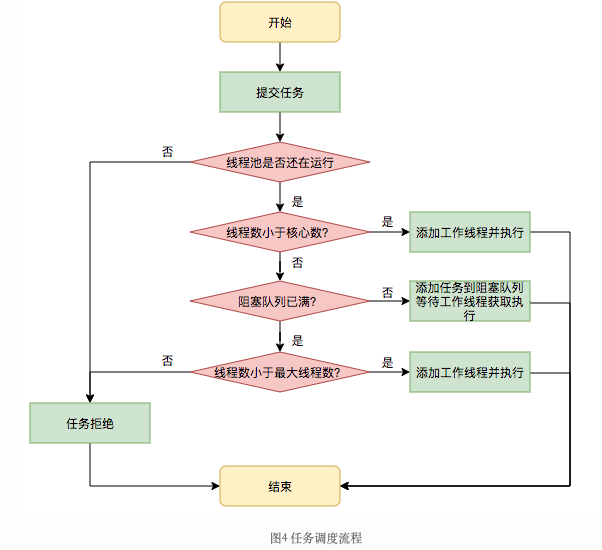 开始
提交任务
否
线程池是否还在运行
是
线程数小于核心数?
是
添加工作线程并执行
否
阻塞队列已满?
否
添加任务到阻塞队列
等待工作线程获取执
行
是
否
线程数小于最大线程数?
是
添加工作线程并执行
任务拒绝
结束
图4 任务调度流程